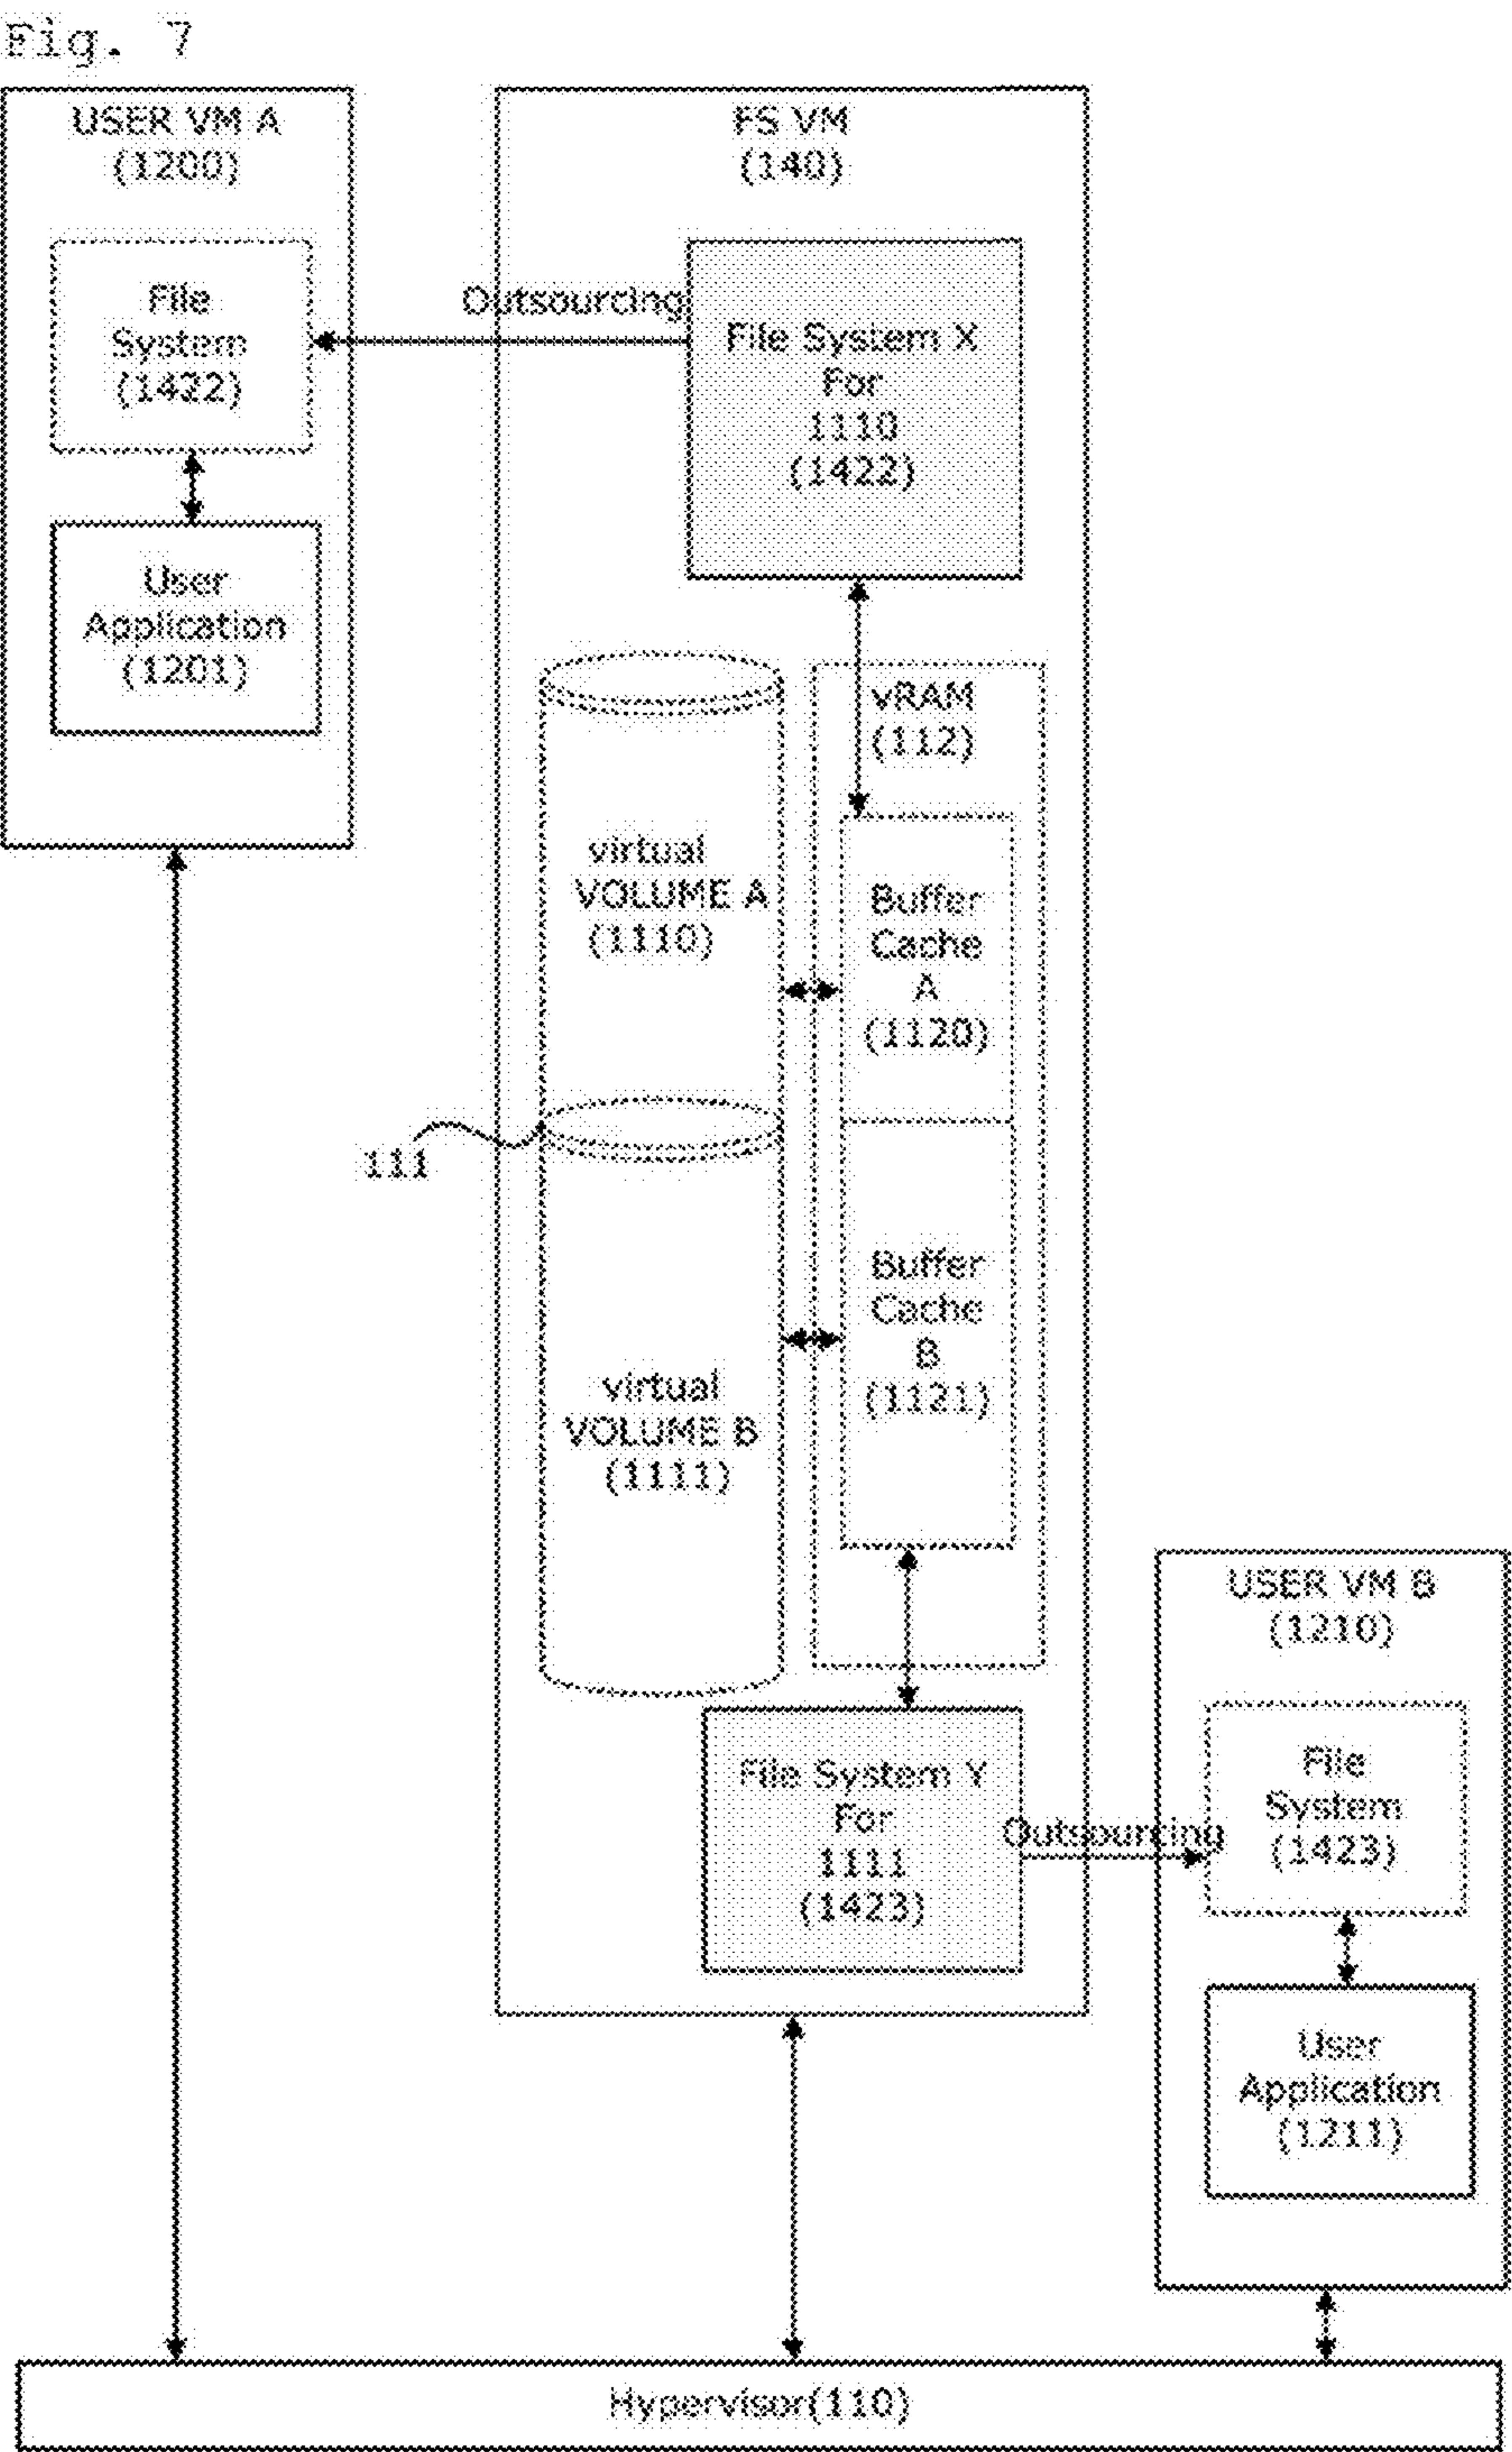 Fig. 7
USER VM A
(1200)
File
System
(1422)
User
Application
(1201)
FS VM
(140)
Outsourcing
File System X
For
1110
(1422)
vRAM
(112)
virtual
VOLUME A
(1110)
Buffer
Cache
A
(1120)
111
Buffer
Cache
B
(1121)
virtual
VOLUME B
(1111)
File System Y
For
1111
(1423)
Outsourcing
USER VM B
(1210)
File
System
(1423)
User
Application
(1211)
Hypervisor(110)